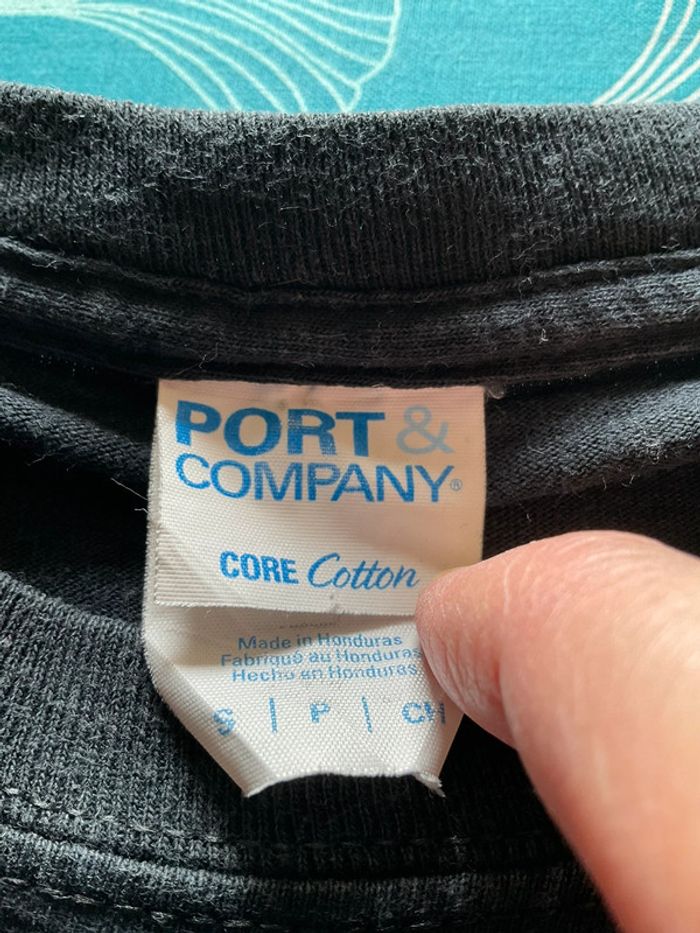 PORT &
COMPANY®
CORE Cotton
Made in Honduras
Fabriqué au Honduras
Hecho en Honduras
S | P | CH